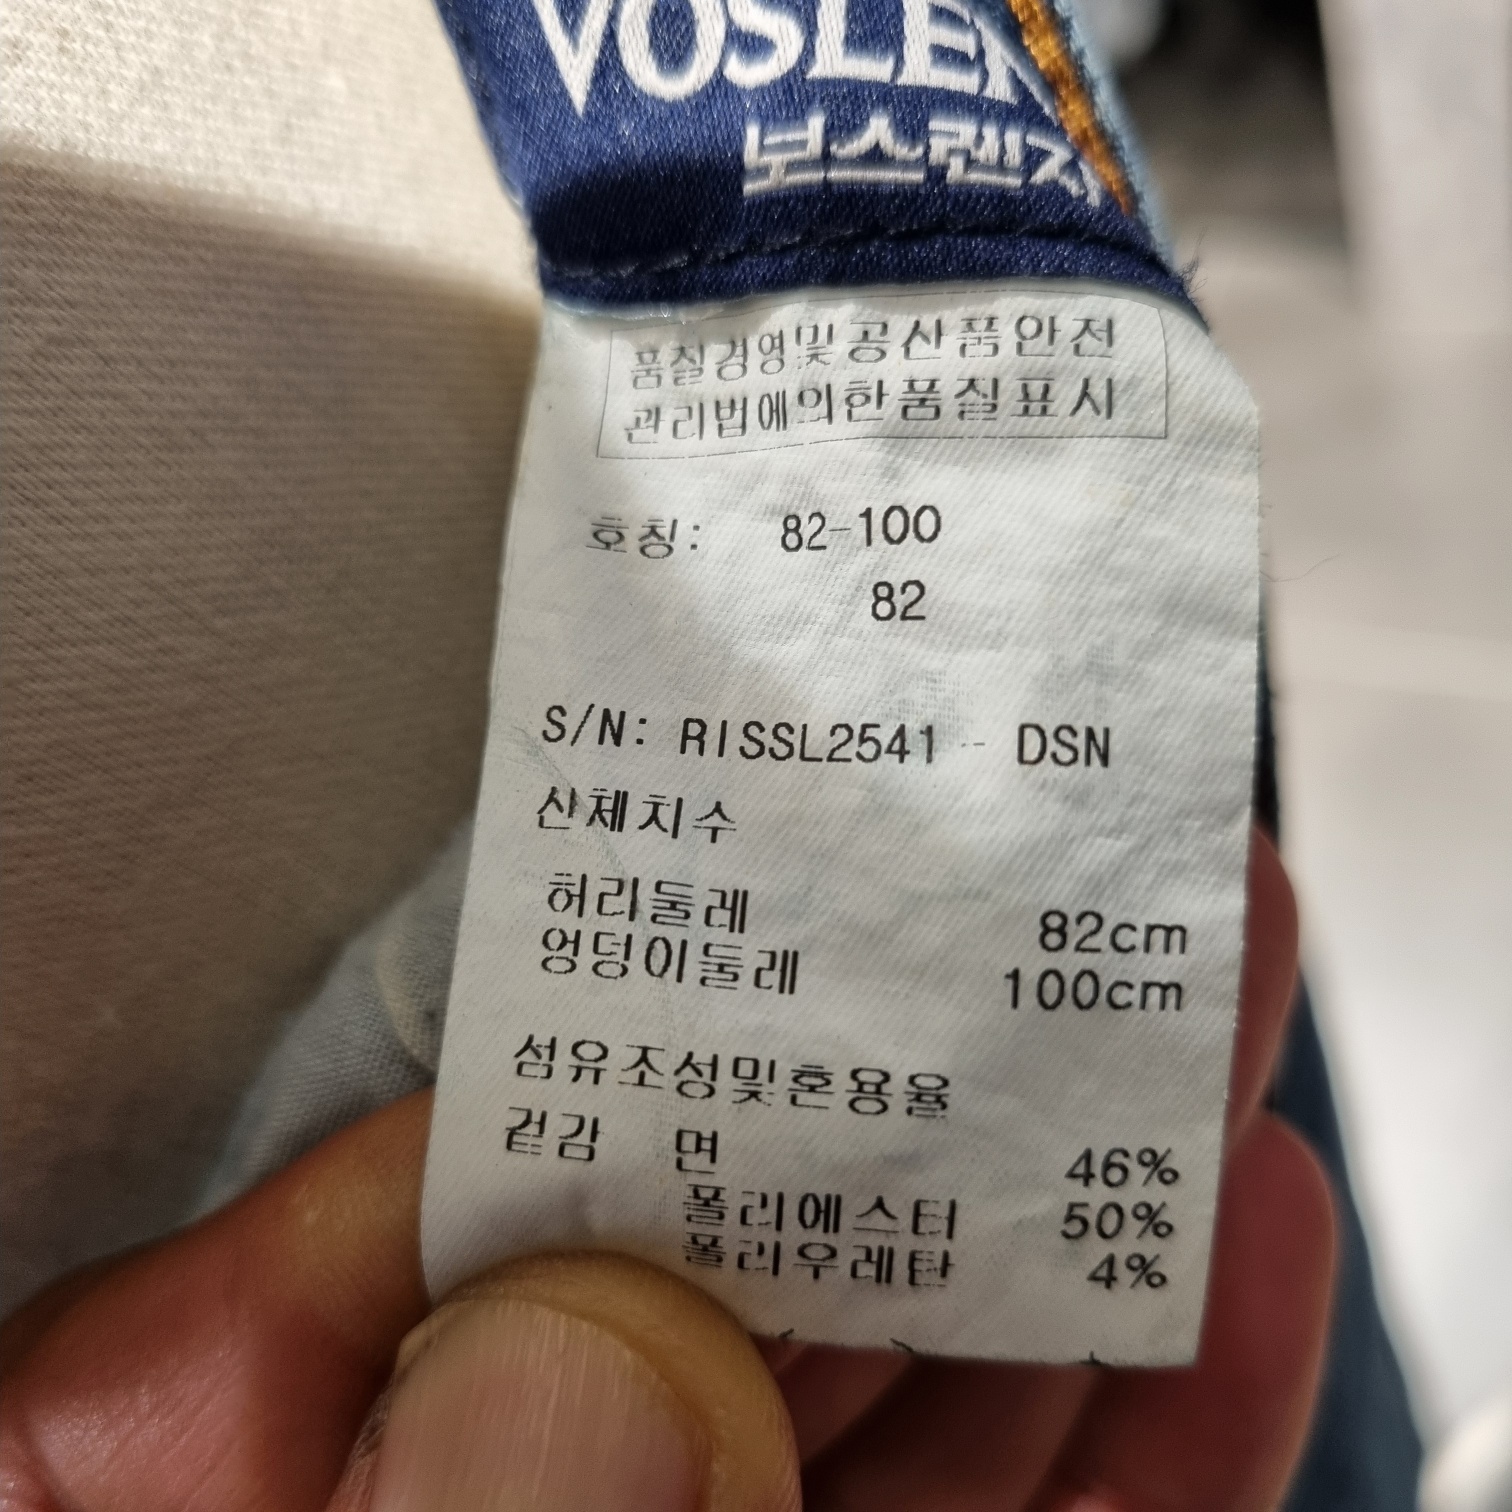 VOSLEN
보스렌자
품질경영및공산품안전
관리법에의한품질표시
호칭: 82-100
82
S/N: RISSL2541 - DSN
신체치수
허리둘레 82cm
엉덩이둘레 100cm
섬유조성및혼용율
겉감 면 46%
폴리에스터 50%
폴리우레탄 4%